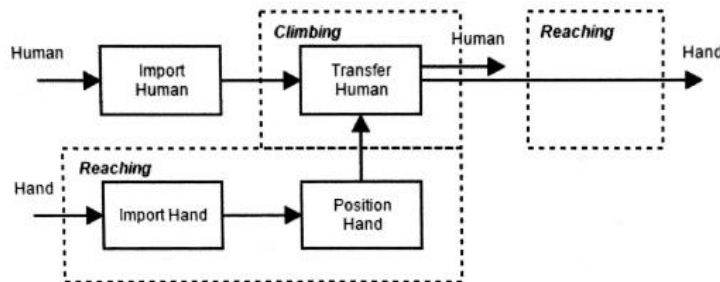 Climbing
Human
Reaching
Human
Import
Human
Transfer
Human
Hand
Reaching
Hand
Import Hand
Position
Hand